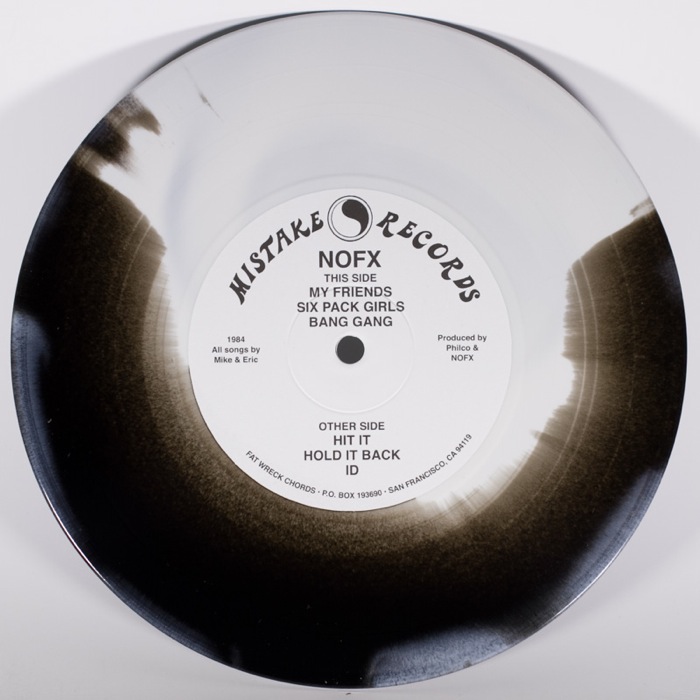 MISTAKE RECORDS
NOFX
THIS SIDE
MY FRIENDS
SIX PACK GIRLS
BANG GANG
1984
All songs by
Mike & Eric
Produced by
Philco &
NOFX
OTHER SIDE
HIT IT
HOLD IT BACK
ID
FAT WRECK CHORDS · P.O. BOX 193690 · SAN FRANCISCO, CA 94119